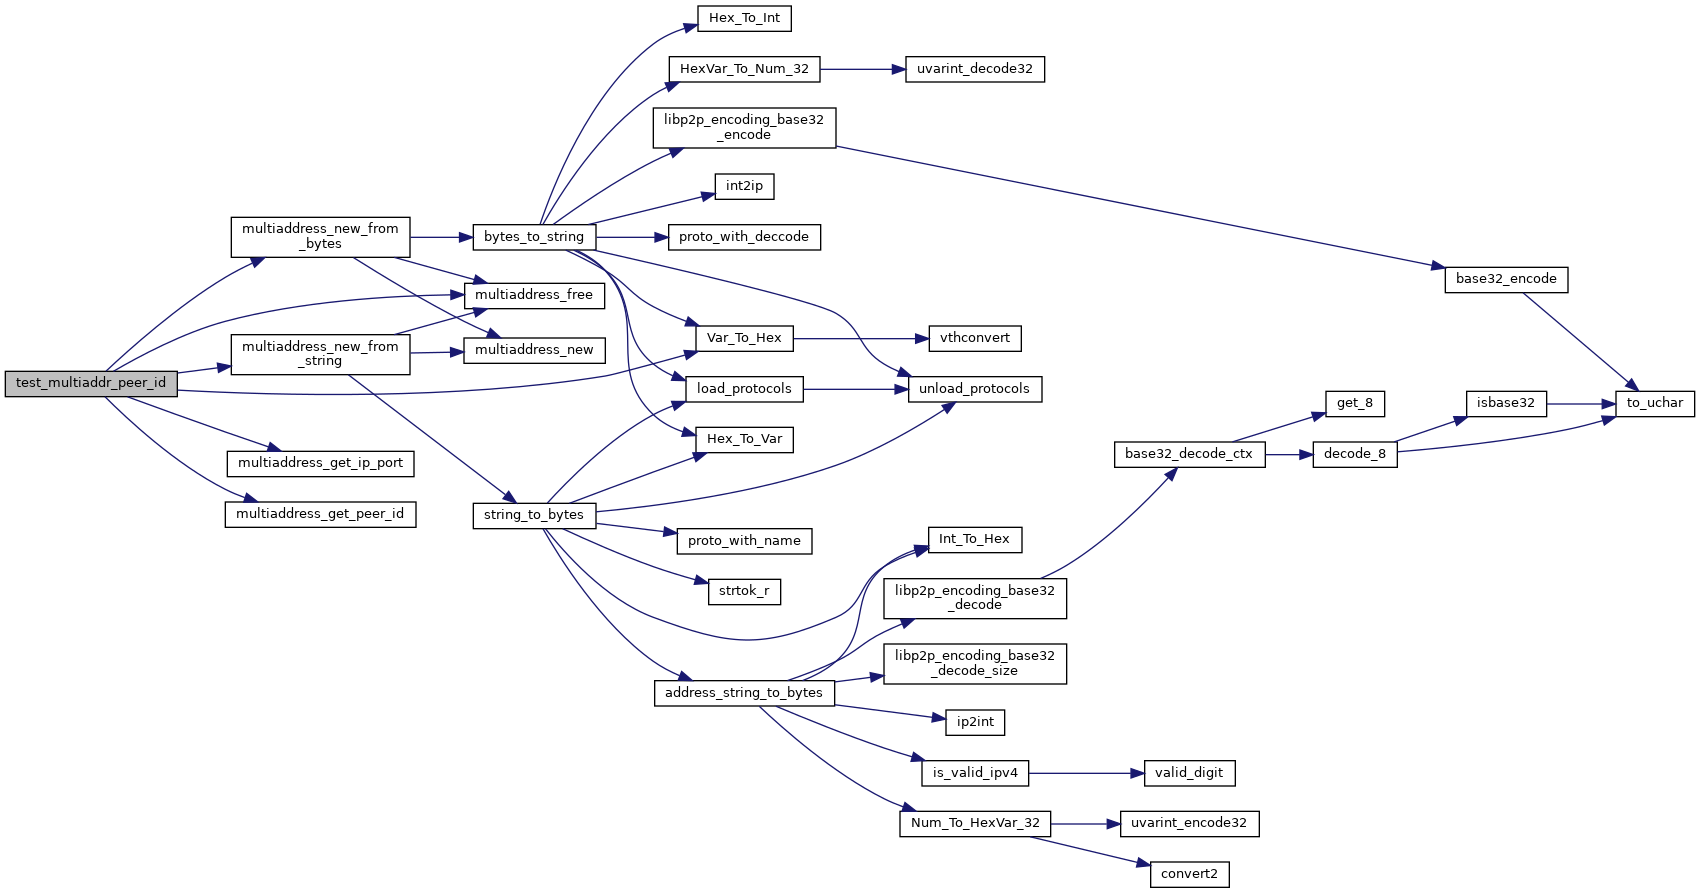 Hex_To_Int
HexVar_To_Num_32
uvarint_decode32
libp2p_encoding_base32
_encode
int2ip
multiaddress_new_from
_bytes
bytes_to_string
proto_with_deccode
base32_encode
multiaddress_free
Var_To_Hex
vthconvert
multiaddress_new_from
_string
multiaddress_new
test_multiaddr_peer_id
load_protocols
unload_protocols
get_8
isbase32
to_uchar
Hex_To_Var
base32_decode_ctx
decode_8
multiaddress_get_ip_port
multiaddress_get_peer_id
string_to_bytes
proto_with_name
Int_To_Hex
strtok_r
libp2p_encoding_base32
_decode
libp2p_encoding_base32
_decode_size
address_string_to_bytes
ip2int
is_valid_ipv4
valid_digit
Num_To_HexVar_32
uvarint_encode32
convert2